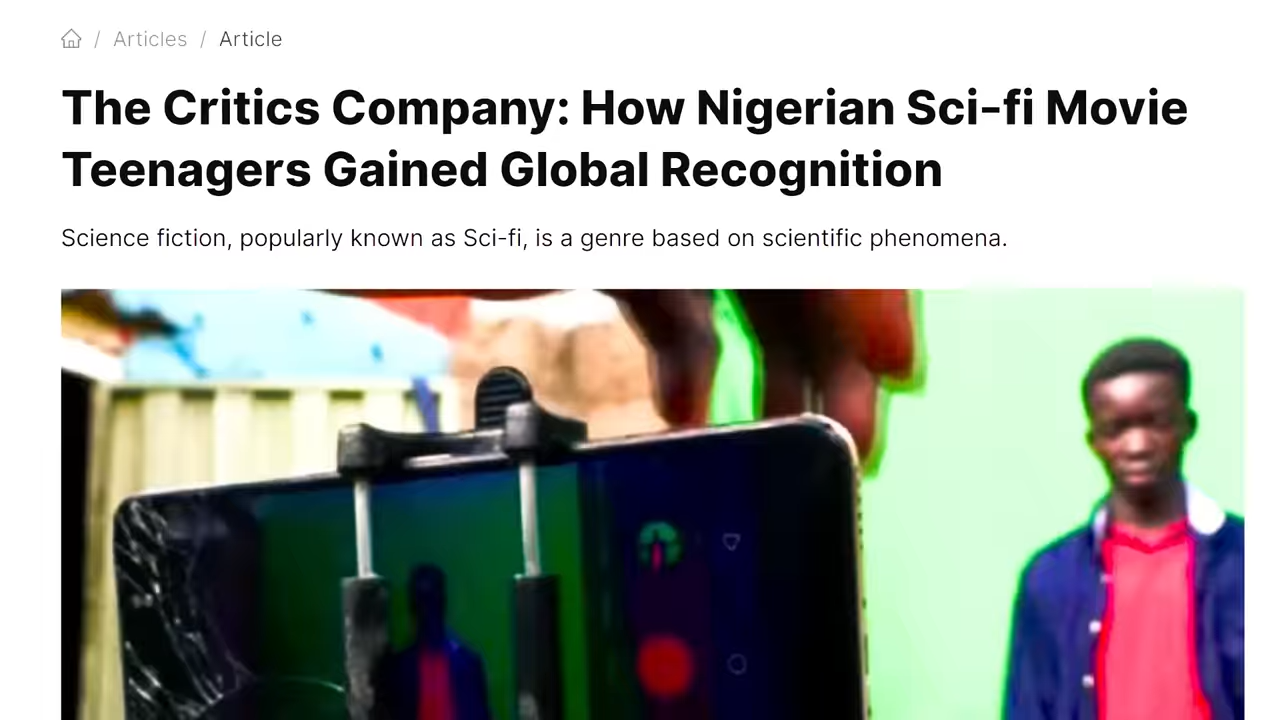 / Articles / Article
The Critics Company: How Nigerian Sci-fi Movie
Teenagers Gained Global Recognition
Science fiction, popularly known as Sci-fi, is a genre based on scientific phenomena.